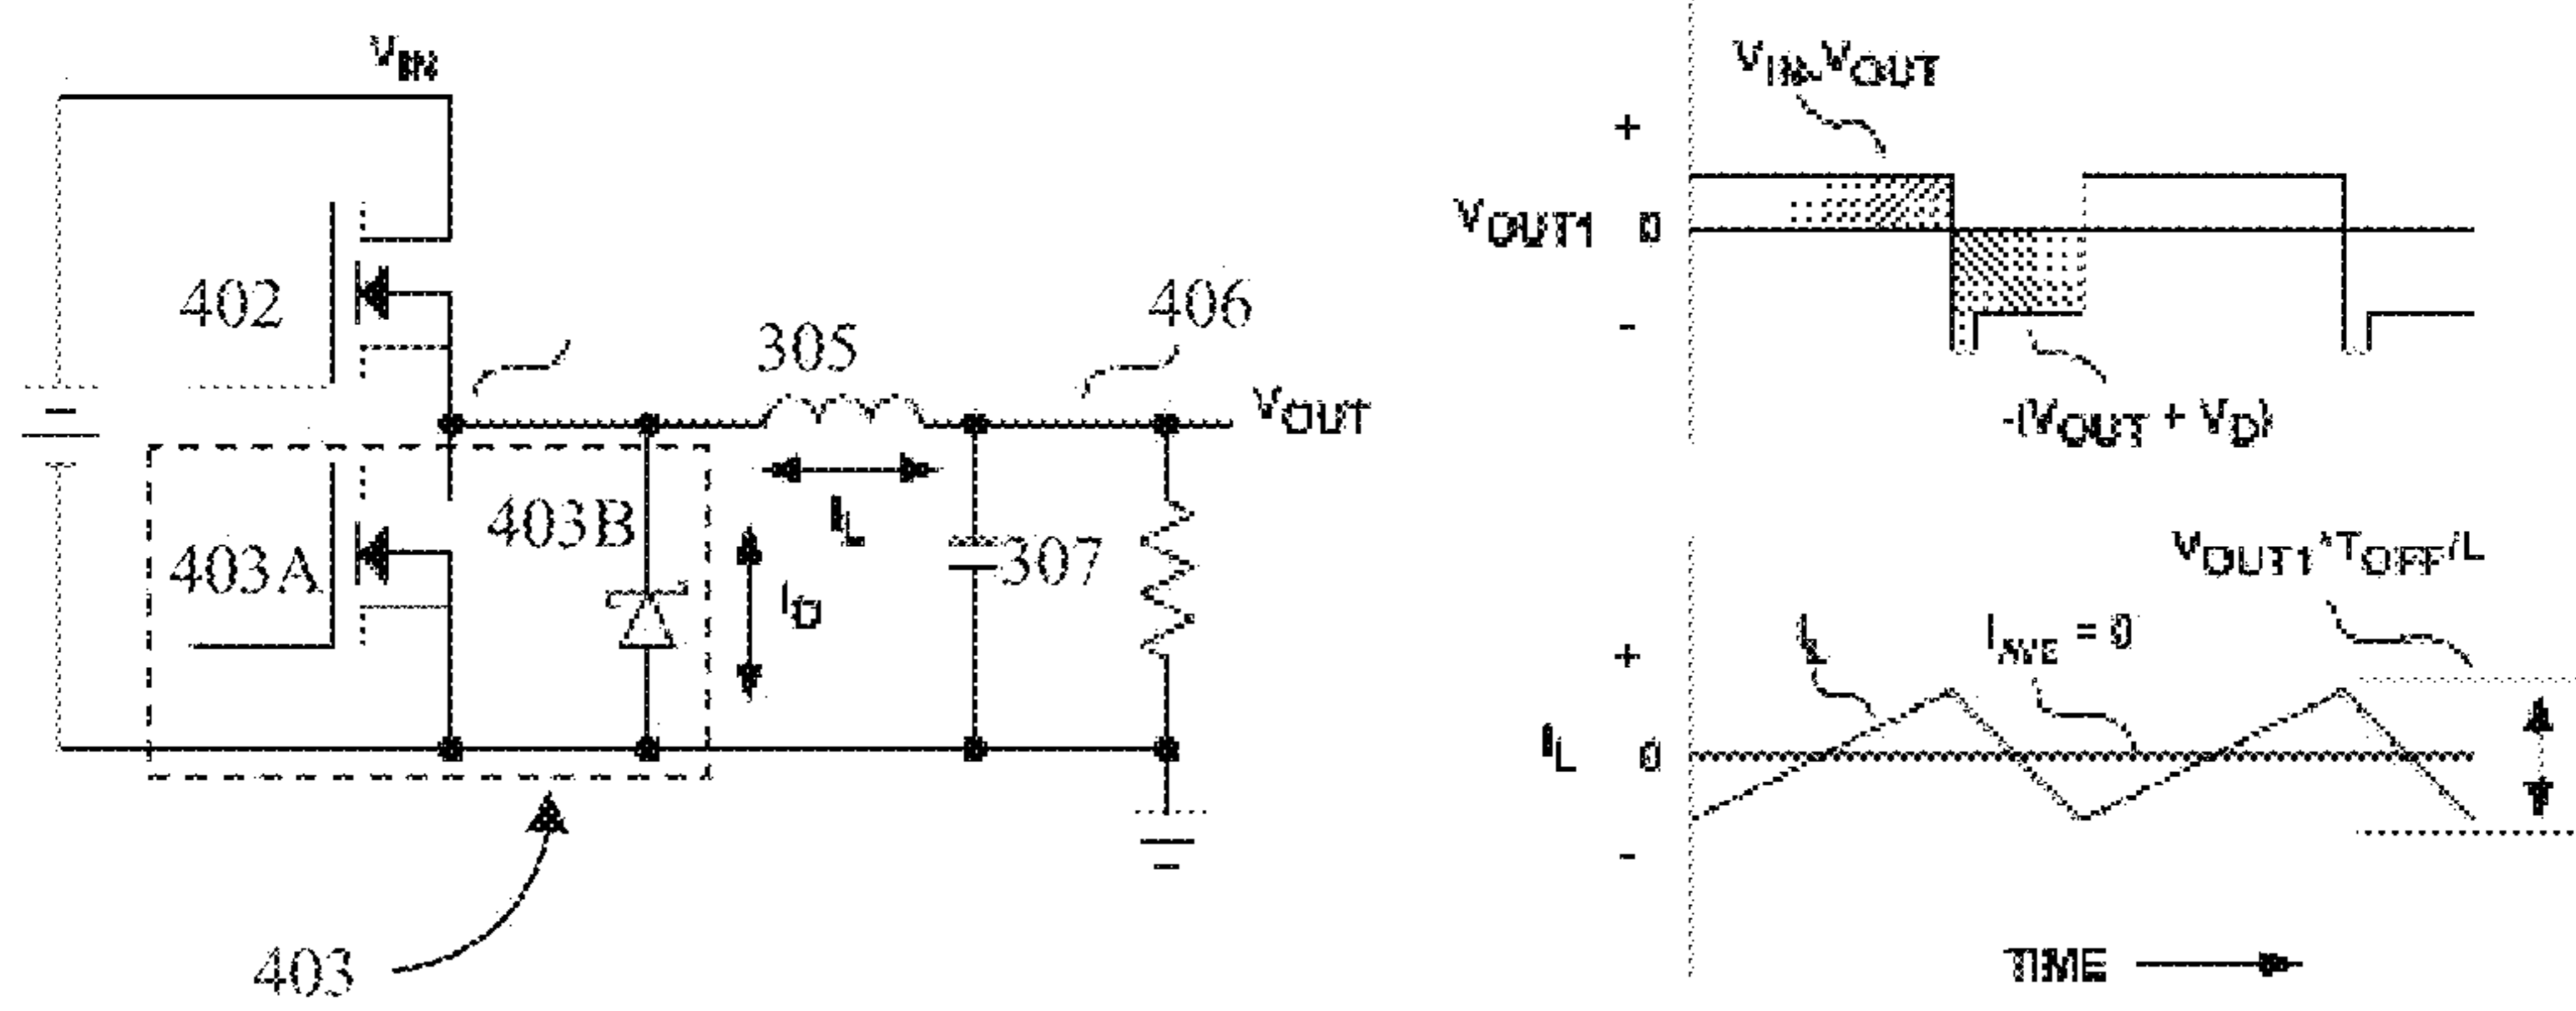 VIN
402
305
406
VOUT
403A
403B
IL
ID
307
403
VIN-VOUT
+
VOUT1 0
-
-(VOUT + VD)
VOUT1*TOFF/L
IL
IAVE = 0
+
IL 0
-
TIME